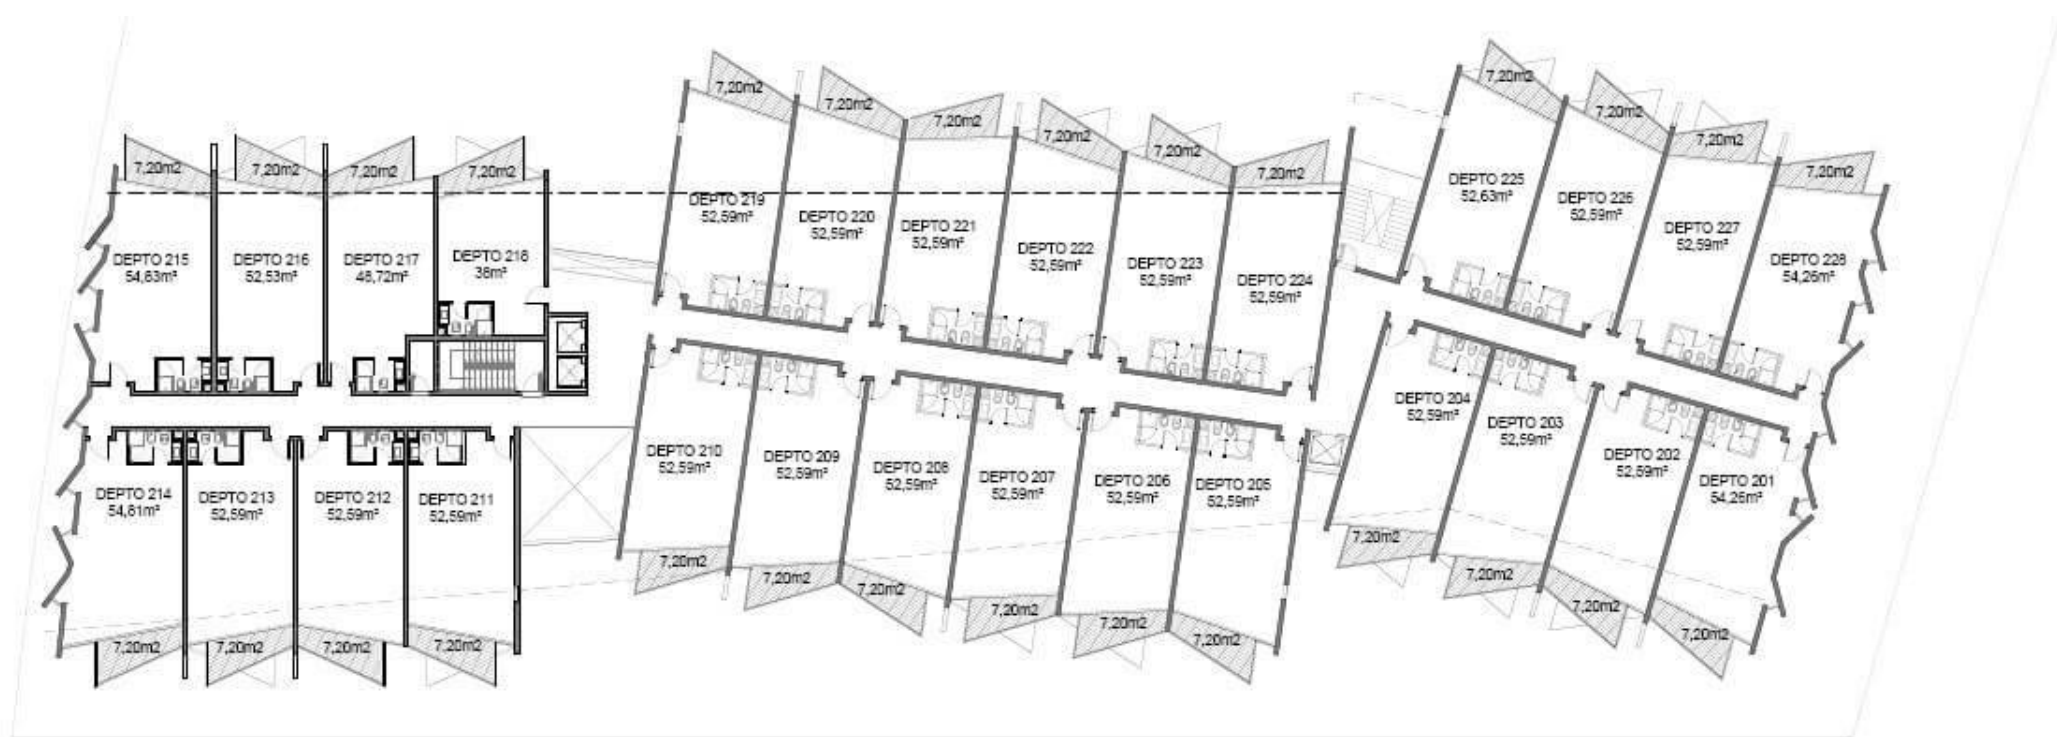 7,20m2
7,20m2
7,20m2
7,20m2
7,20m2
7,20m2
7,20m2
7,20m2
7,20m2
7,20m2
7,20m2
7,20m2
7,20m2
7,20m2
DEPTO 215
54,83m²
DEPTO 216
52,53m²
DEPTO 217
48,72m²
DEPTO 218
38m²
DEPTO 219
52,59m²
DEPTO 220
52,59m²
DEPTO 221
52,59m²
DEPTO 222
52,59m²
DEPTO 223
52,59m²
DEPTO 224
52,59m²
DEPTO 225
52,63m²
DEPTO 226
52,59m²
DEPTO 227
52,59m²
DEPTO 228
54,26m²
DEPTO 214
54,81m²
DEPTO 213
52,59m²
DEPTO 212
52,59m²
DEPTO 211
52,59m²
DEPTO 210
52,59m²
DEPTO 209
52,59m²
DEPTO 208
52,59m²
DEPTO 207
52,59m²
DEPTO 206
52,59m²
DEPTO 205
52,59m²
DEPTO 204
52,59m²
DEPTO 203
52,59m²
DEPTO 202
52,59m²
DEPTO 201
54,26m²
7,20m2
7,20m2
7,20m2
7,20m2
7,20m2
7,20m2
7,20m2
7,20m2
7,20m2
7,20m2
7,20m2
7,20m2
7,20m2
7,20m2